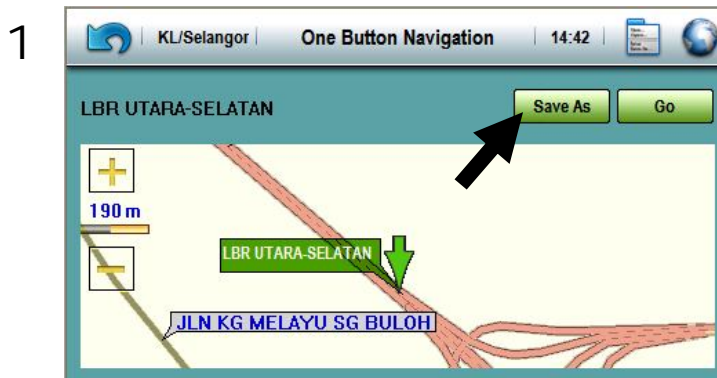 1
KL/Selangor One Button Navigation 14:42
LBR UTARA-SELATAN Save As Go
190 m
LBR UTARA-SELATAN
JLN KG MELAYU SG BULOH